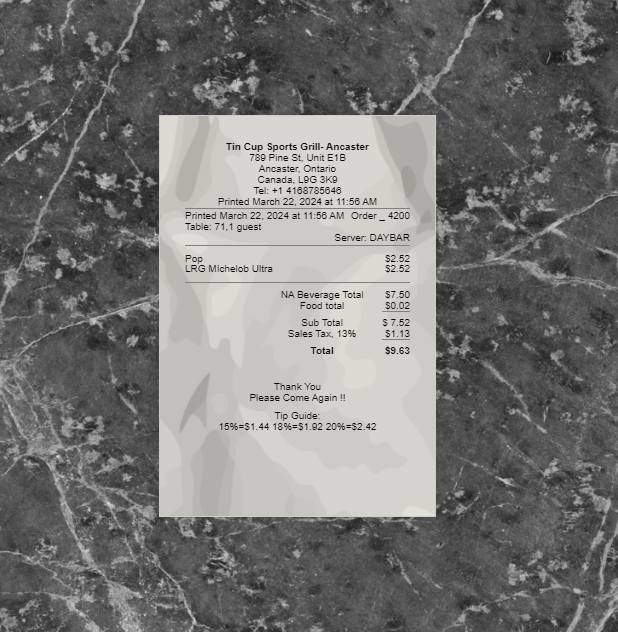 Tin Cup Sports Grill- Ancaster
789 Pine St, Unit E1B
Ancaster, Ontario
Canada, L9G 3K9
Tel: +1 4168785646
Printed March 22, 2024 at 11:56 AM
Printed March 22, 2024 at 11:56 AM Order _ 4200
Table: 71,1 guest
Server: DAYBAR
Pop $2.52
LRG MIchelob Ultra $2.52
NA Beverage Total $7.50
Food total $0.02
Sub Total $ 7.52
Sales Tax, 13% $1.13
Total $9.63
Thank You
Please Come Again !!
Tip Guide:
15%=$1.44 18%=$1.92 20%=$2.42